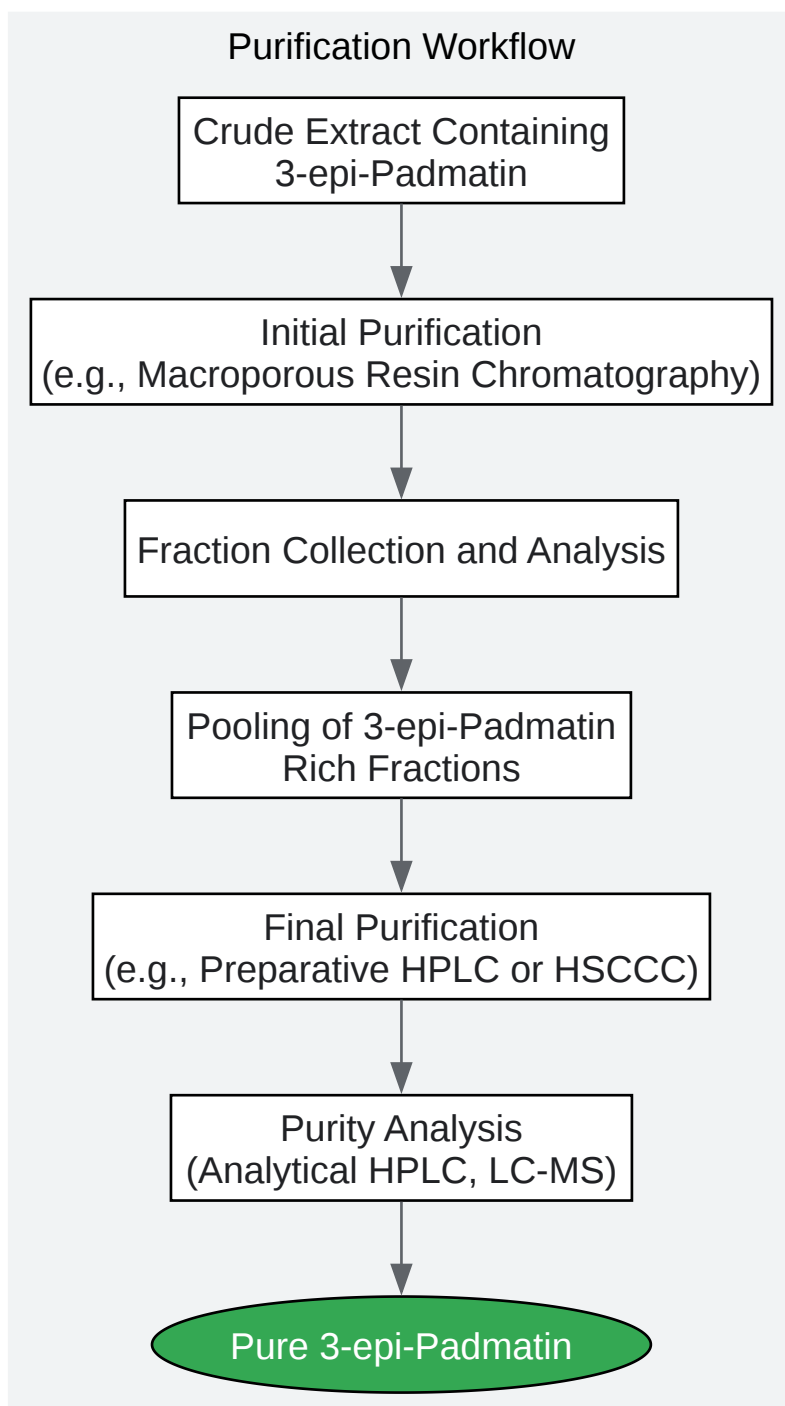 Purification Workflow
Crude Extract Containing
3-epi-Padmatin
Initial Purification
(e.g., Macroporous Resin Chromatography)
Fraction Collection and Analysis
Pooling of 3-epi-Padmatin
Rich Fractions
Final Purification
(e.g., Preparative HPLC or HSCCC)
Purity Analysis
(Analytical HPLC, LC-MS)
Pure 3-epi-Padmatin